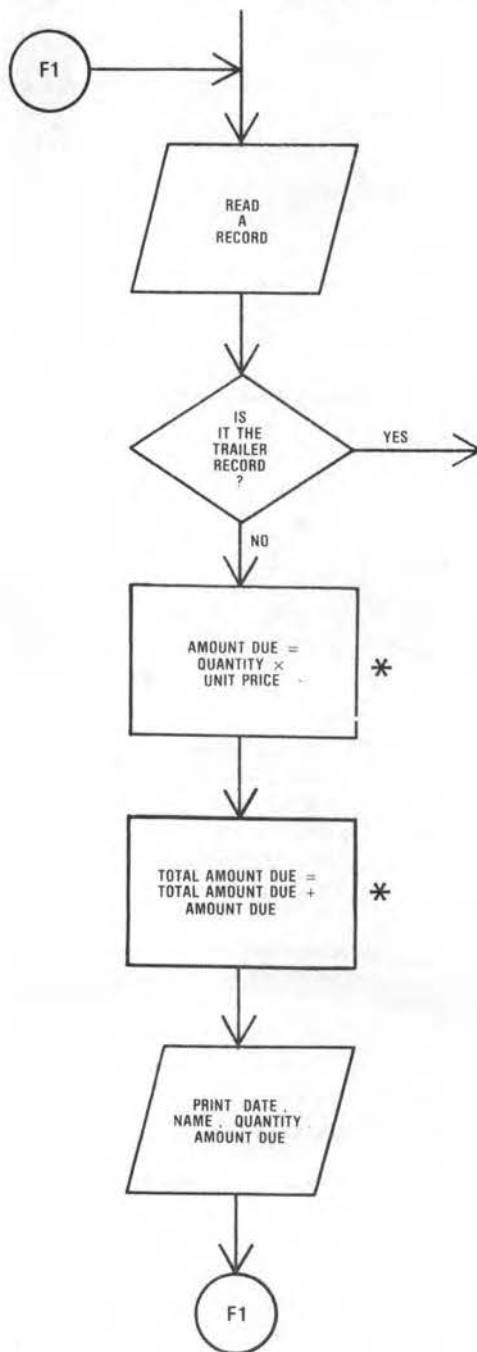 F1
READ
A
RECORD
IS
IT THE
TRAILER
RECORD
?
YES
NO
AMOUNT DUE =
QUANTITY ×
UNIT PRICE
*
TOTAL AMOUNT DUE =
TOTAL AMOUNT DUE +
AMOUNT DUE
*
PRINT DATE,
NAME, QUANTITY,
AMOUNT DUE
F1